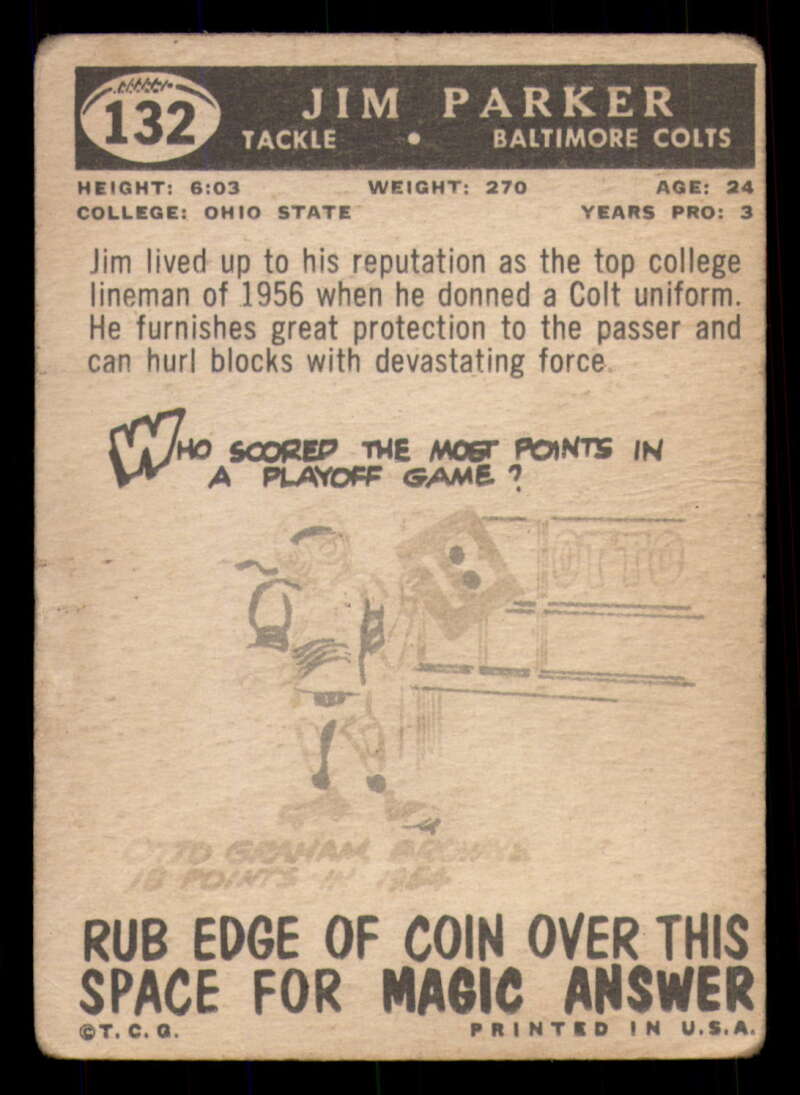 132
JIM PARKER
TACKLE • BALTIMORE COLTS
HEIGHT: 6:03 WEIGHT: 270 AGE: 24
COLLEGE: OHIO STATE YEARS PRO: 3
Jim lived up to his reputation as the top college
lineman of 1956 when he donned a Colt uniform.
He furnishes great protection to the passer and
can hurl blocks with devastating force.
WHO SCORED THE MOST POINTS IN
A PLAYOFF GAME?
18
OTTO
OTTO GRAHAM BROWNS
18 POINTS IN 1954
RUB EDGE OF COIN OVER THIS
SPACE FOR MAGIC ANSWER
©T. C. G. PRINTED IN U.S.A.